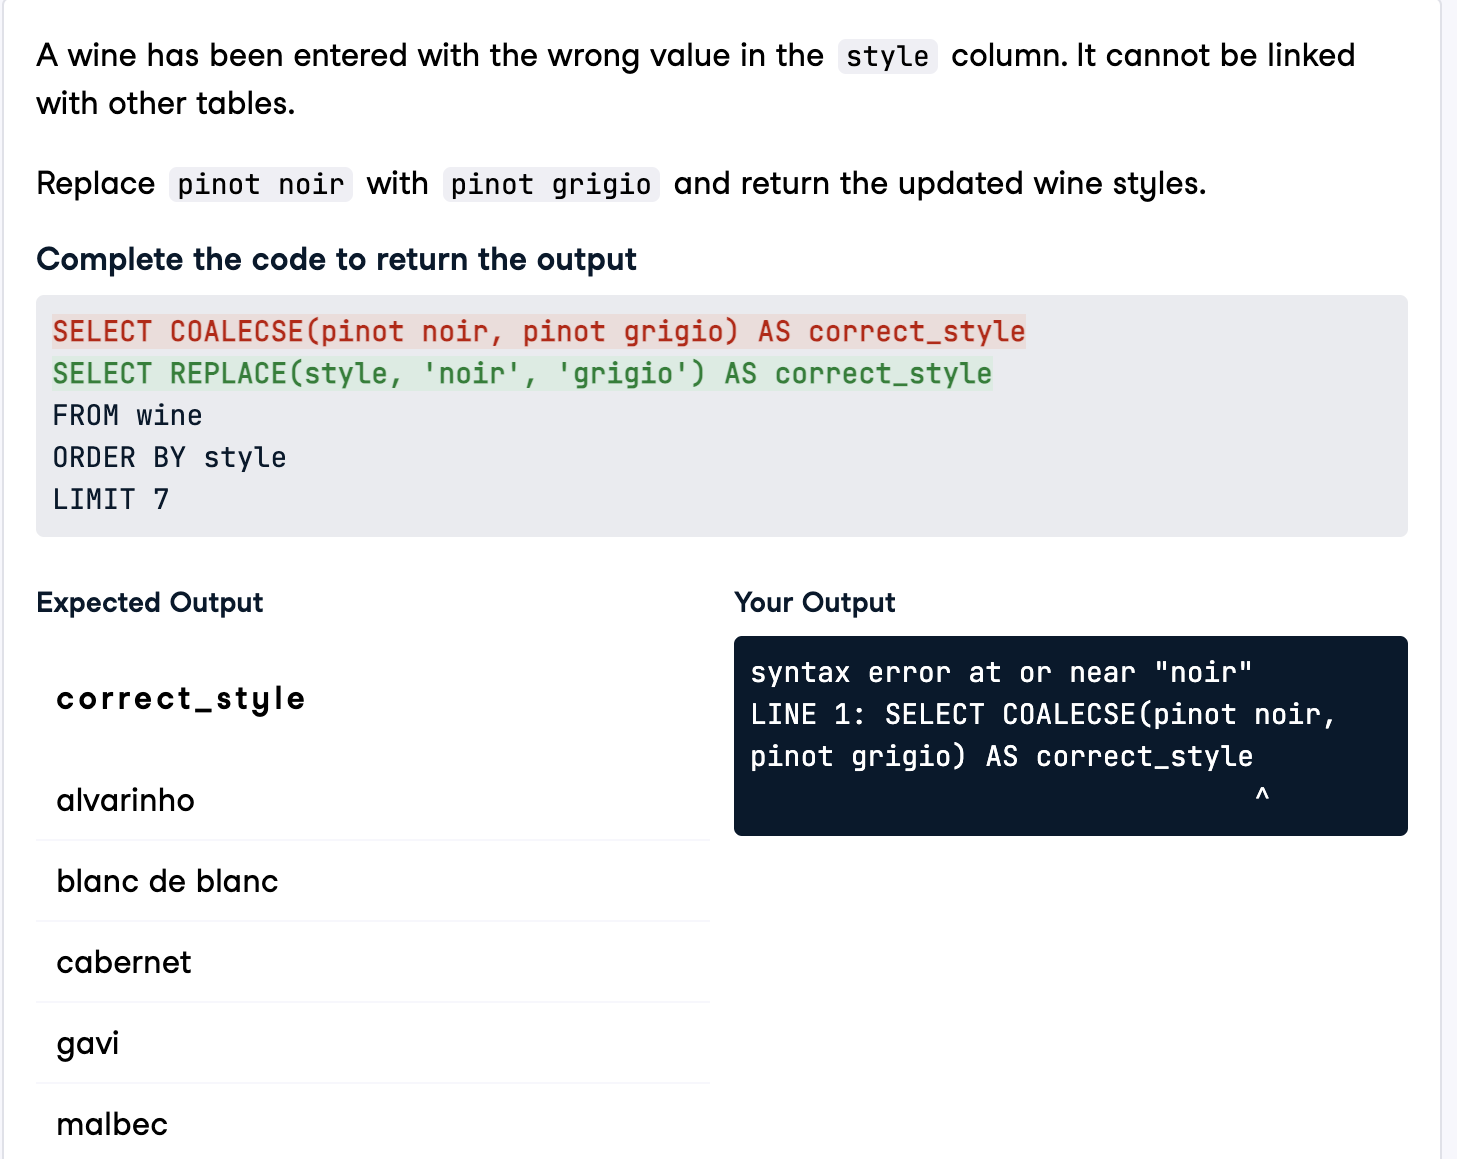 A wine has been entered with the wrong value in the style column. It cannot be linked
with other tables.
Replace pinot noir with pinot grigio and return the updated wine styles.
Complete the code to return the output
SELECT COALECSE(pinot noir, pinot grigio) AS correct_style
SELECT REPLACE(style, 'noir', 'grigio') AS correct_style
FROM wine
ORDER BY style
LIMIT 7
Expected Output
correct_style
alvarinho
blanc de blanc
cabernet
gavi
malbec
Your Output
syntax error at or near "noir"
LINE 1: SELECT COALECSE(pinot noir,
pinot grigio) AS correct_style
^